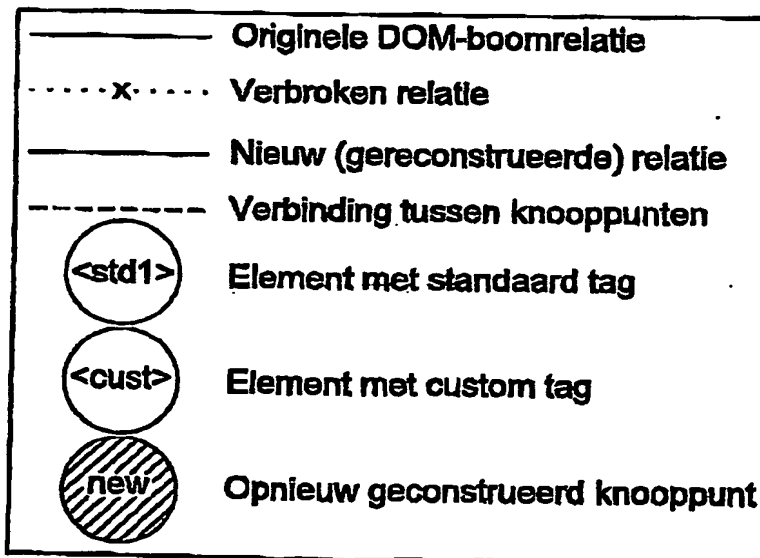 Originele DOM-boomrelatie
x Verbroken relatie
Nieuw (gereconstrueerde) relatie
Verbinding tussen knooppunten
<std1> Element met standaard tag
<cust> Element met custom tag
new Opnieuw geconstrueerd knooppunt